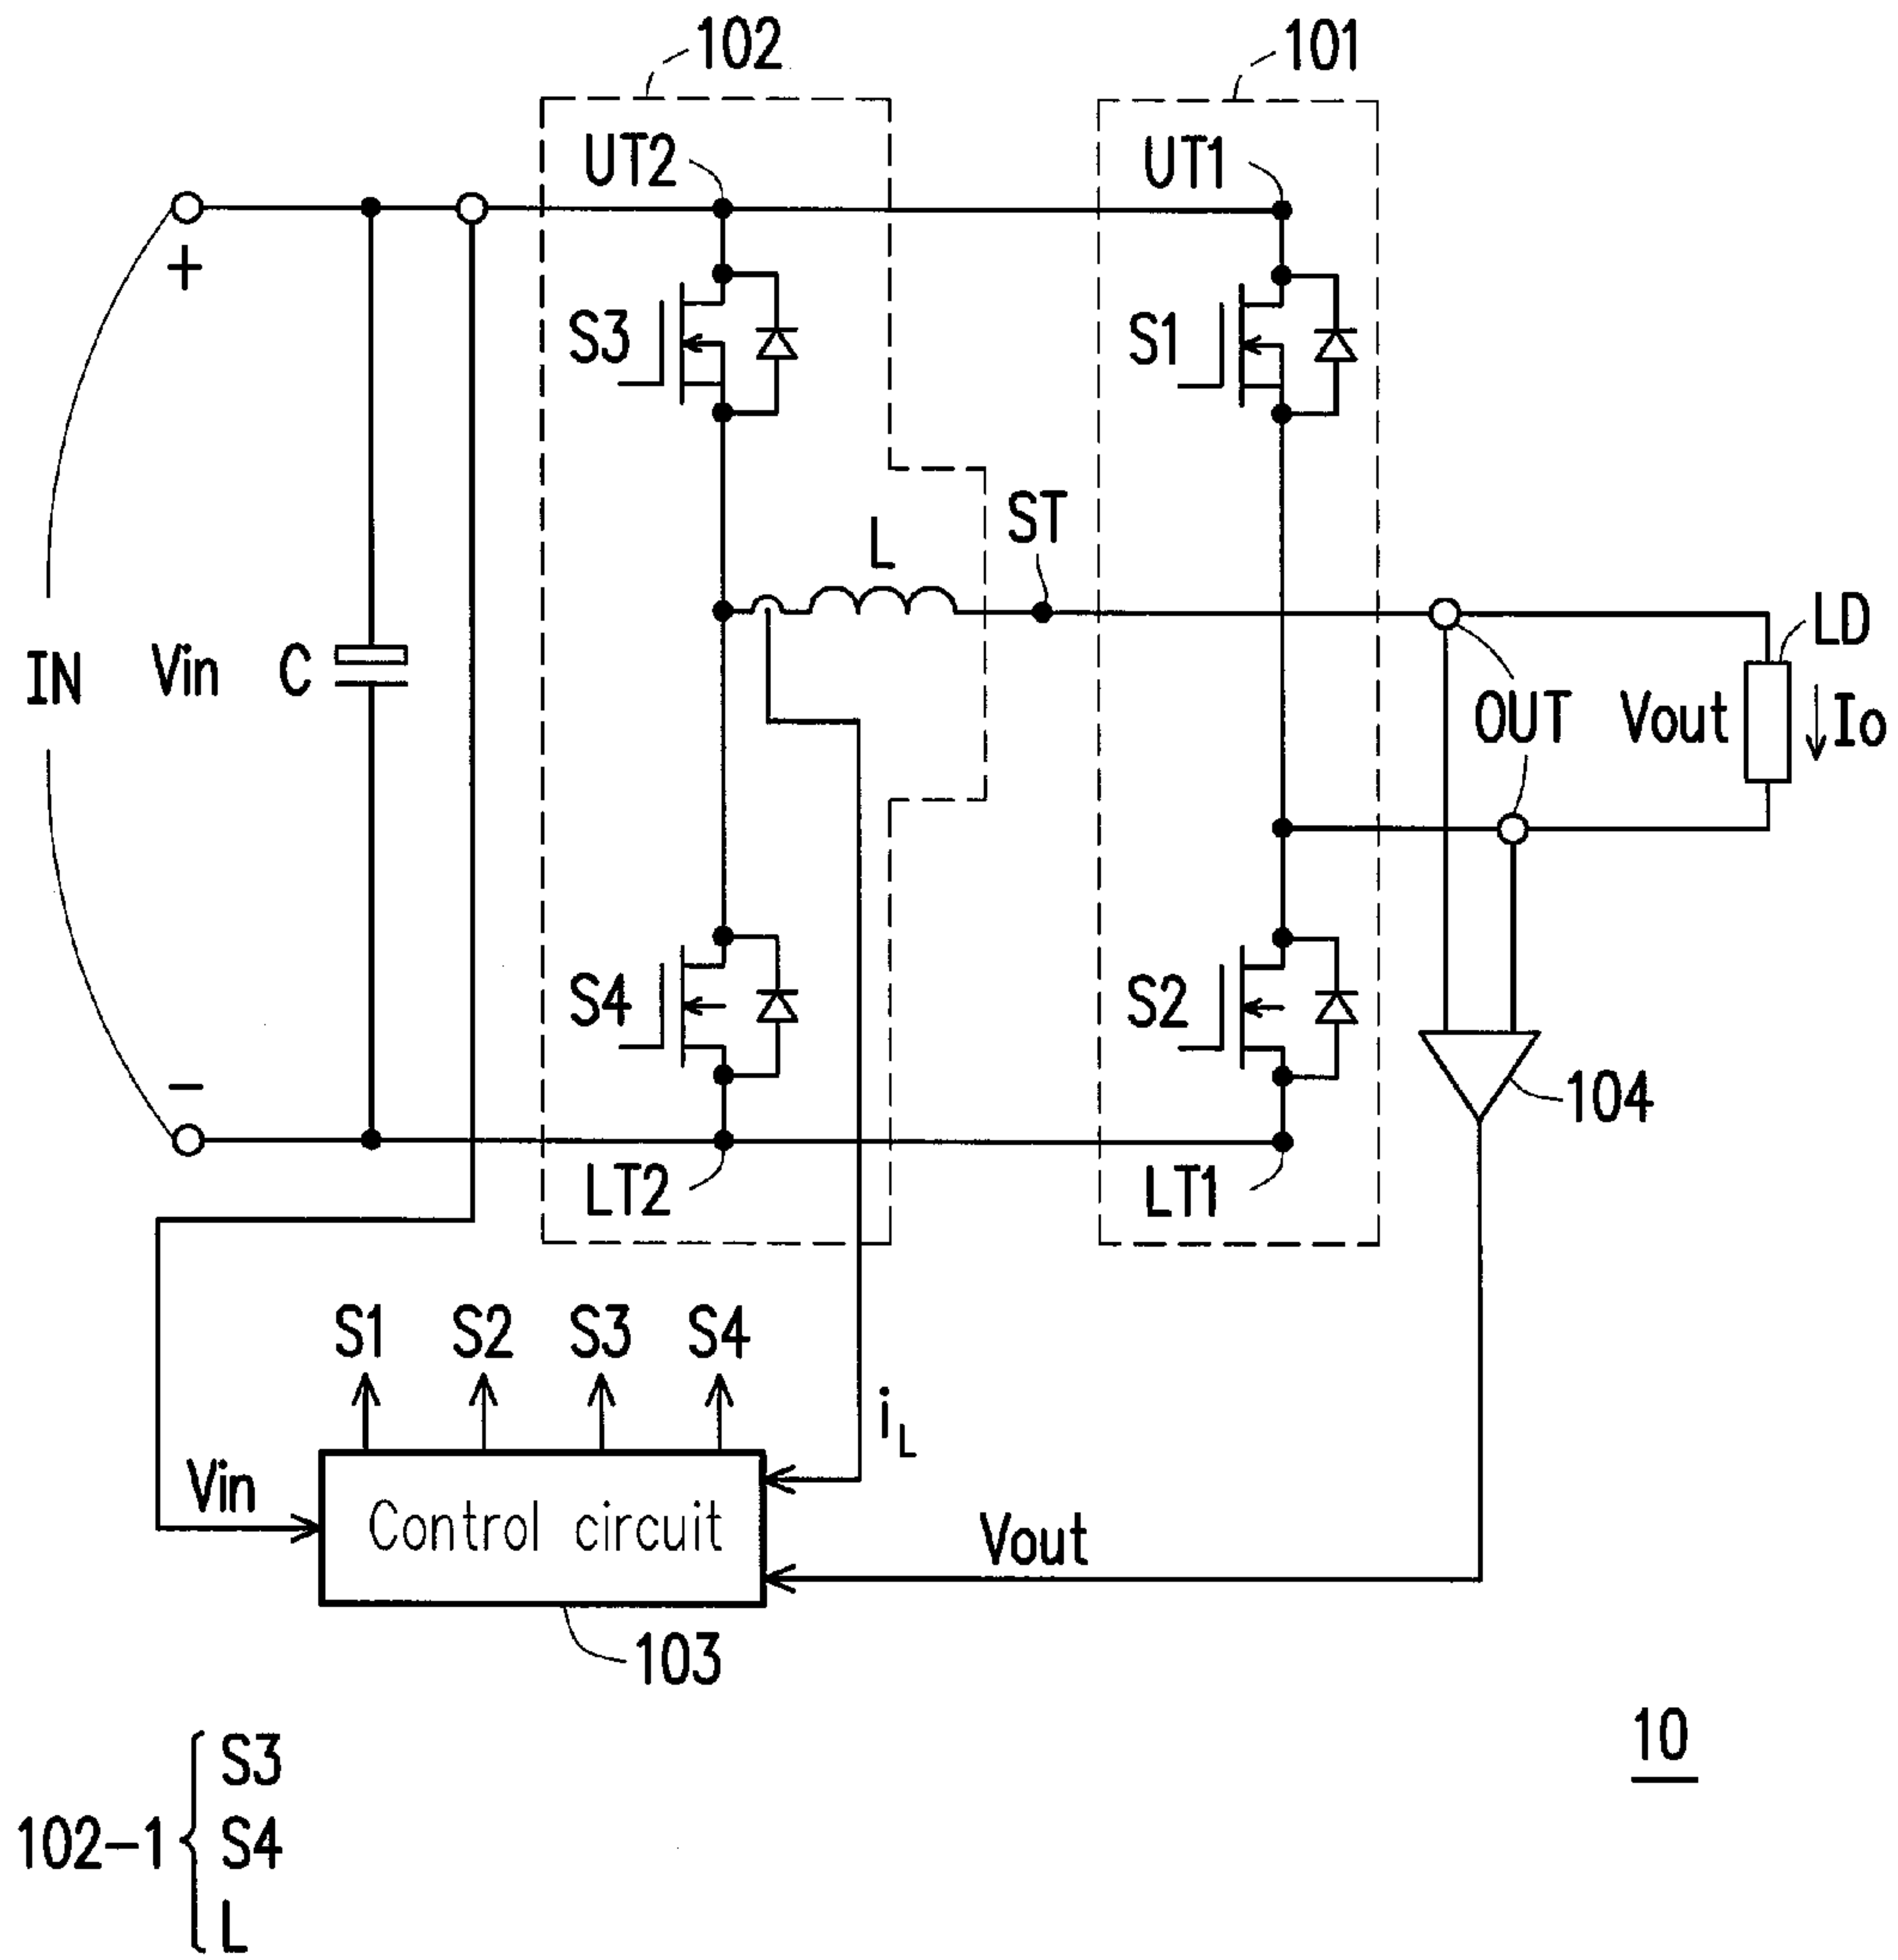 102
101
UT2
UT1
+
S3
S1
ST
L
LD
IN
Vin
C
OUT
Vout
Io
S4
S2
−
104
LT2
LT1
S1
S2
S3
S4
iL
Vin
Control circuit
Vout
103
10
102-1
S3
S4
L